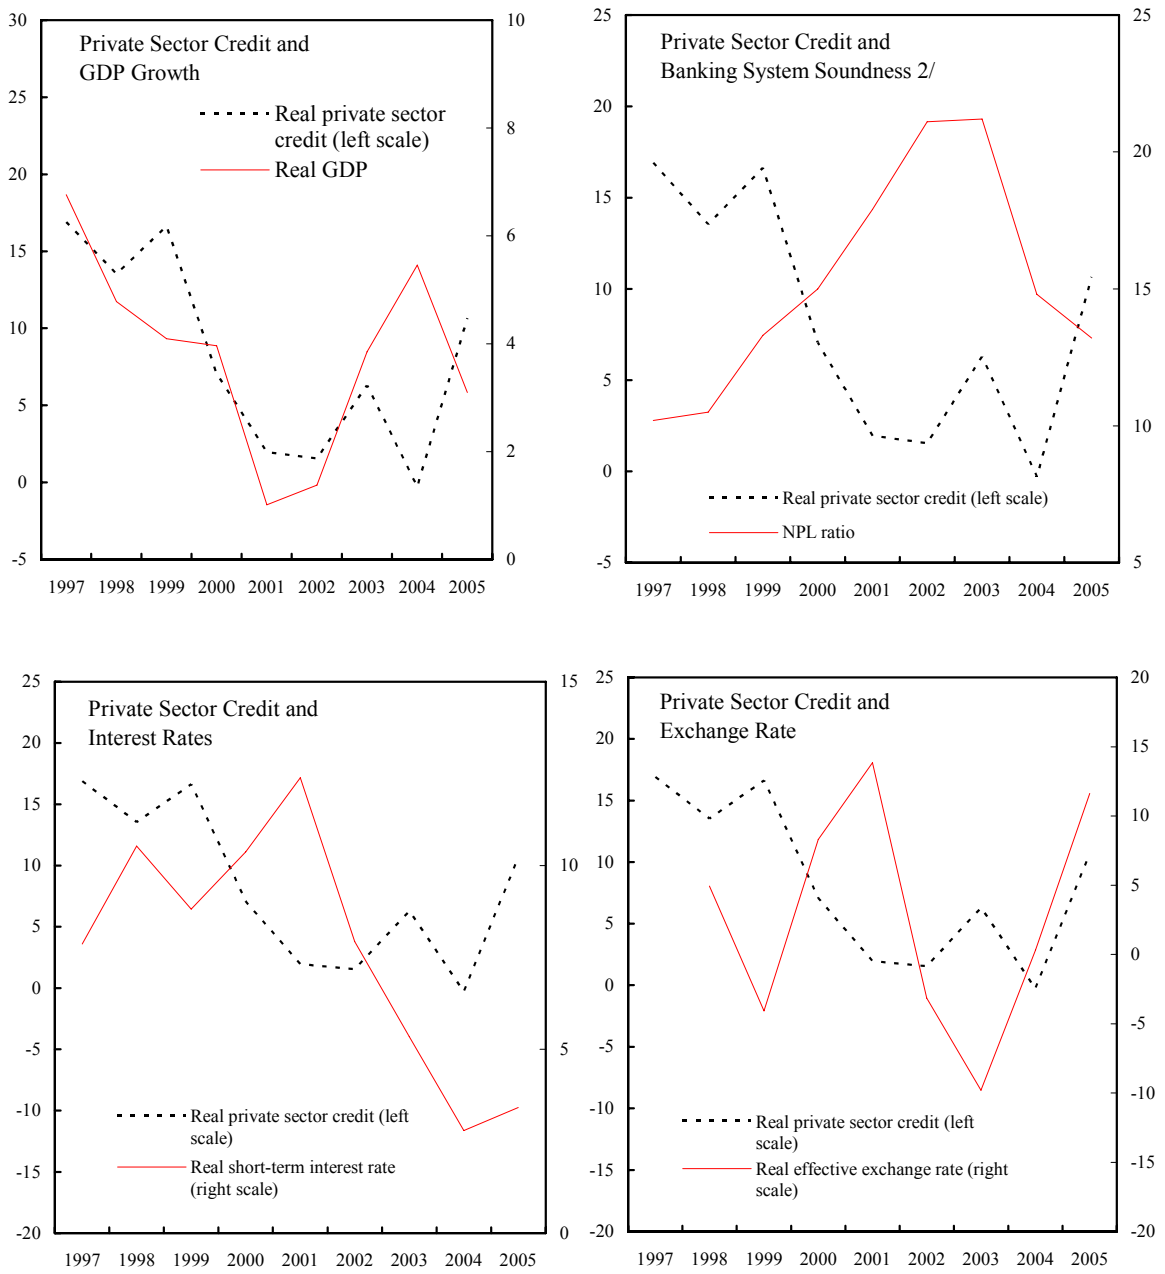 Private Sector Credit and
GDP Growth
Real private sector
credit (left scale)
Real GDP
30
25
20
15
10
5
0
-5
10
8
6
4
2
0
1997 1998 1999 2000 2001 2002 2003 2004 2005
Private Sector Credit and
Banking System Soundness 2/
Real private sector credit (left scale)
NPL ratio
25
20
15
10
5
0
-5
25
20
15
10
5
1997 1998 1999 2000 2001 2002 2003 2004 2005
Private Sector Credit and
Interest Rates
Real private sector credit (left
scale)
Real short-term interest rate
(right scale)
25
20
15
10
5
0
-5
-10
-15
-20
15
10
5
0
1997 1998 1999 2000 2001 2002 2003 2004 2005
Private Sector Credit and
Exchange Rate
Real private sector credit (left
scale)
Real effective exchange rate (right
scale)
25
20
15
10
5
0
-5
-10
-15
-20
20
15
10
5
0
-5
-10
-15
-20
1997 1998 1999 2000 2001 2002 2003 2004 2005